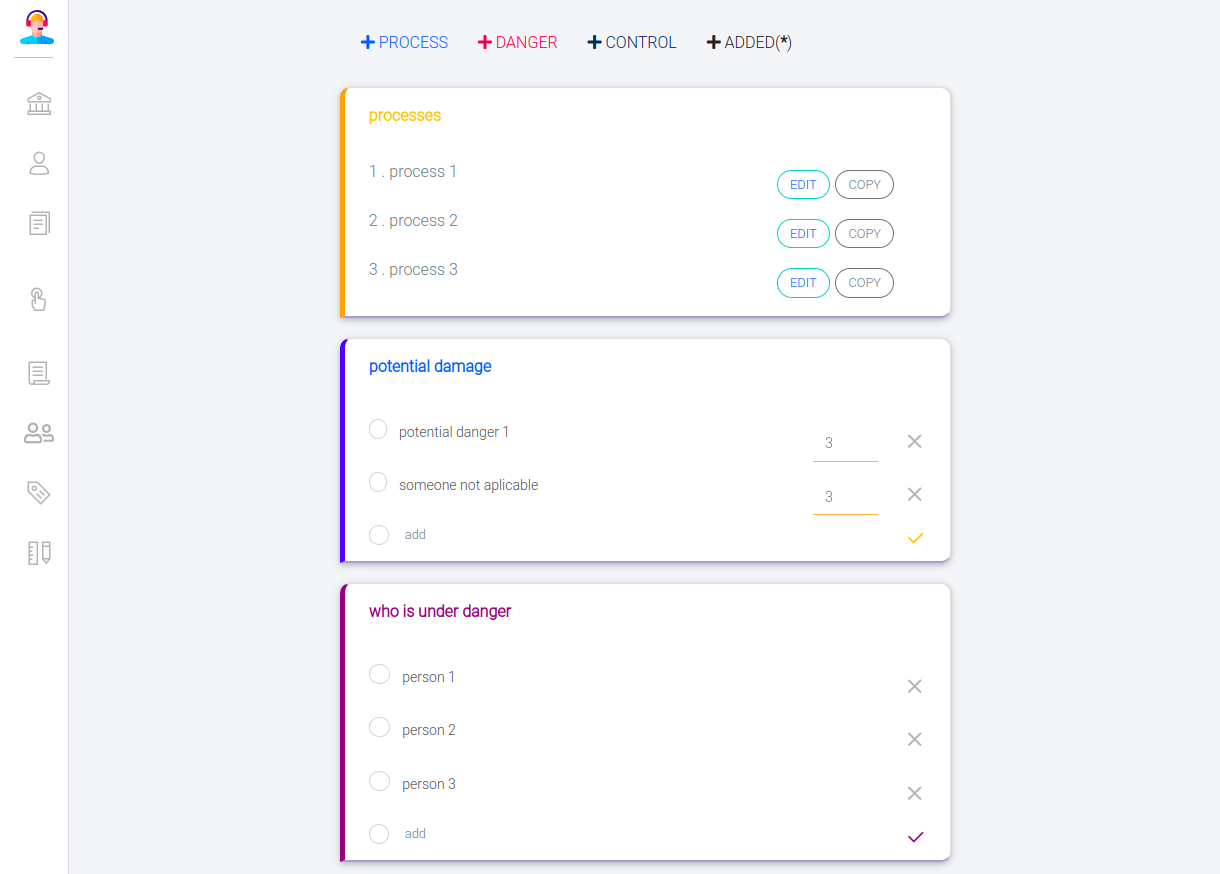 PROCESS DANGER CONTROL ADDED(*)
processes
1 . process 1
EDIT COPY
2 . process 2
EDIT COPY
3 . process 3
EDIT COPY
potential damage
potential danger 1
3
someone not aplicable
3
add
who is under danger
person 1
person 2
person 3
add